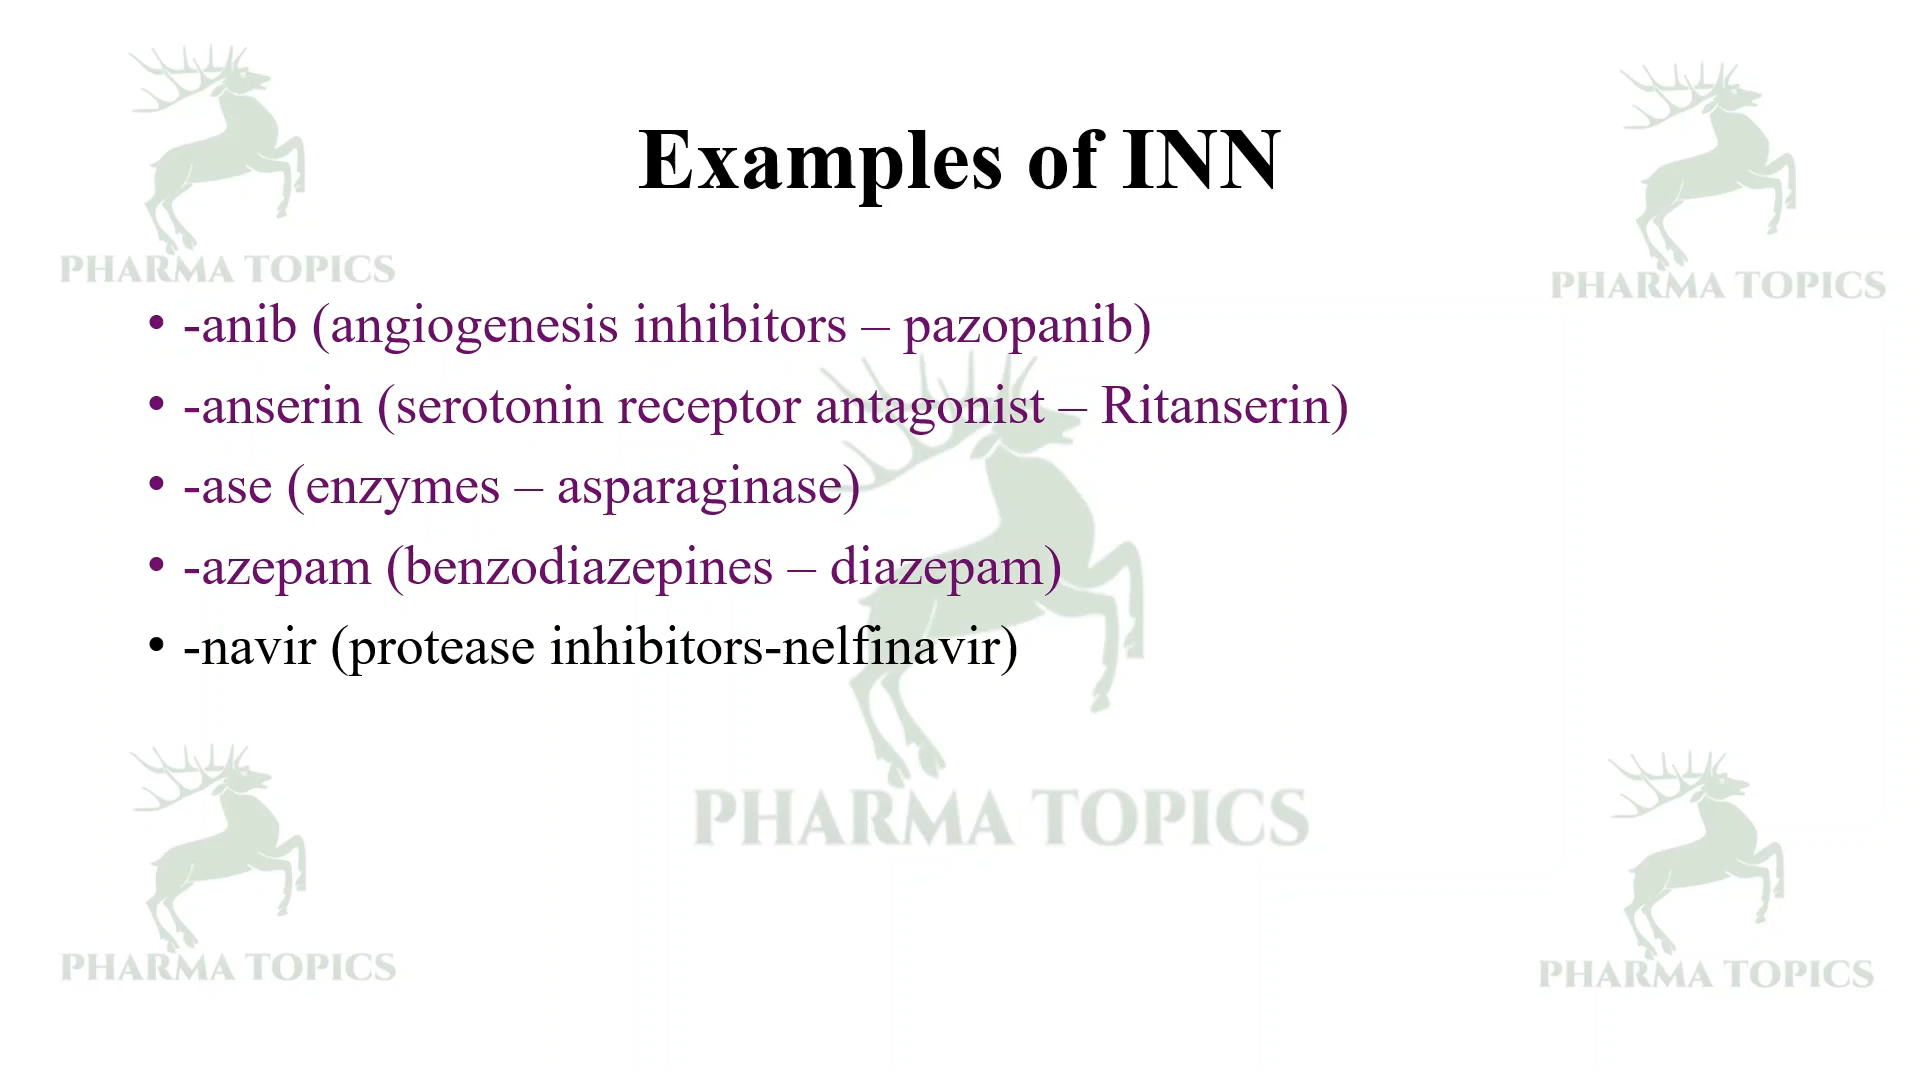 Examples of INN
PHARMA TOPICS
PHARMA TOPICS
• -anib (angiogenesis inhibitors – pazopanib)
• -anserin (serotonin receptor antagonist – Ritanserin)
• -ase (enzymes – asparaginase)
• -azepam (benzodiazepines – diazepam)
• -navir (protease inhibitors-nelfinavir)
PHARMA TOPICS
PHARMA TOPICS
PHARMA TOPICS